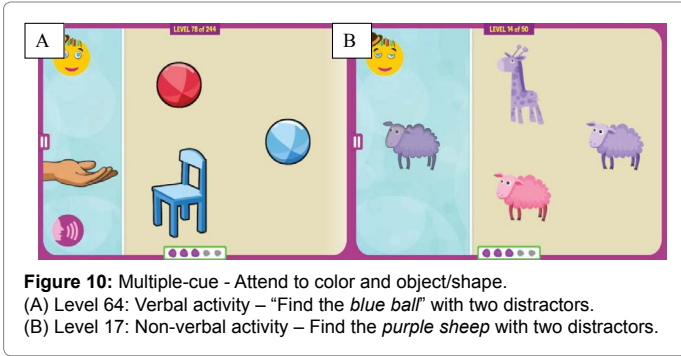 A
LEVEL 78 of 244
B
LEVEL 14 of 50
Figure 10: Multiple-cue - Attend to color and object/shape.
(A) Level 64: Verbal activity – “Find the blue ball” with two distractors.
(B) Level 17: Non-verbal activity – Find the purple sheep with two distractors.